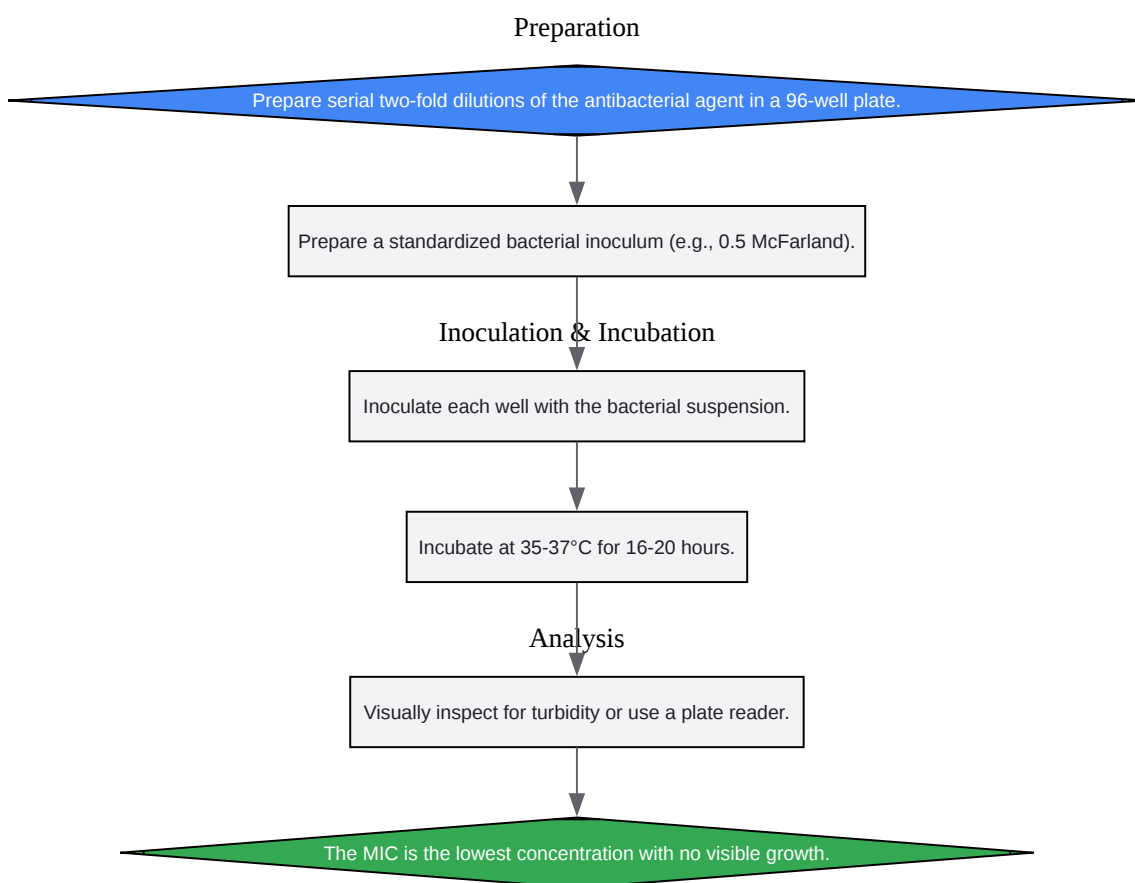 Preparation
Prepare serial two-fold dilutions of the antibacterial agent in a 96-well plate.
Prepare a standardized bacterial inoculum (e.g., 0.5 McFarland).
Inoculation & Incubation
Inoculate each well with the bacterial suspension.
Incubate at 35-37°C for 16-20 hours.
Analysis
Visually inspect for turbidity or use a plate reader.
The MIC is the lowest concentration with no visible growth.